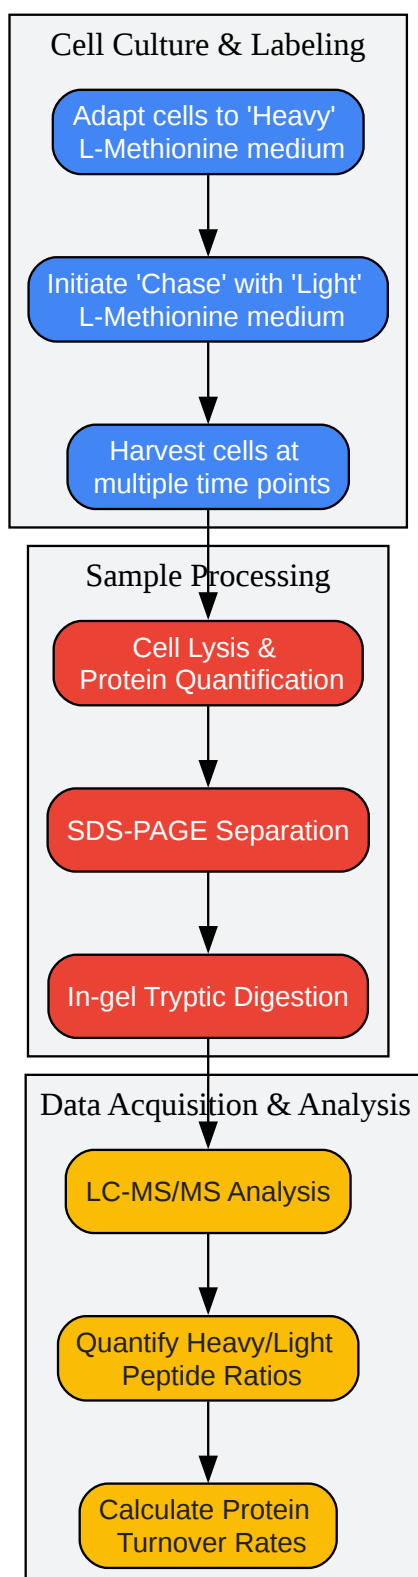 Cell Culture & Labeling
Adapt cells to 'Heavy'
L-Methionine medium
Initiate 'Chase' with 'Light'
L-Methionine medium
Harvest cells at
multiple time points
Sample Processing
Cell Lysis &
Protein Quantification
SDS-PAGE Separation
In-gel Tryptic Digestion
Data Acquisition & Analysis
LC-MS/MS Analysis
Quantify Heavy/Light
Peptide Ratios
Calculate Protein
Turnover Rates